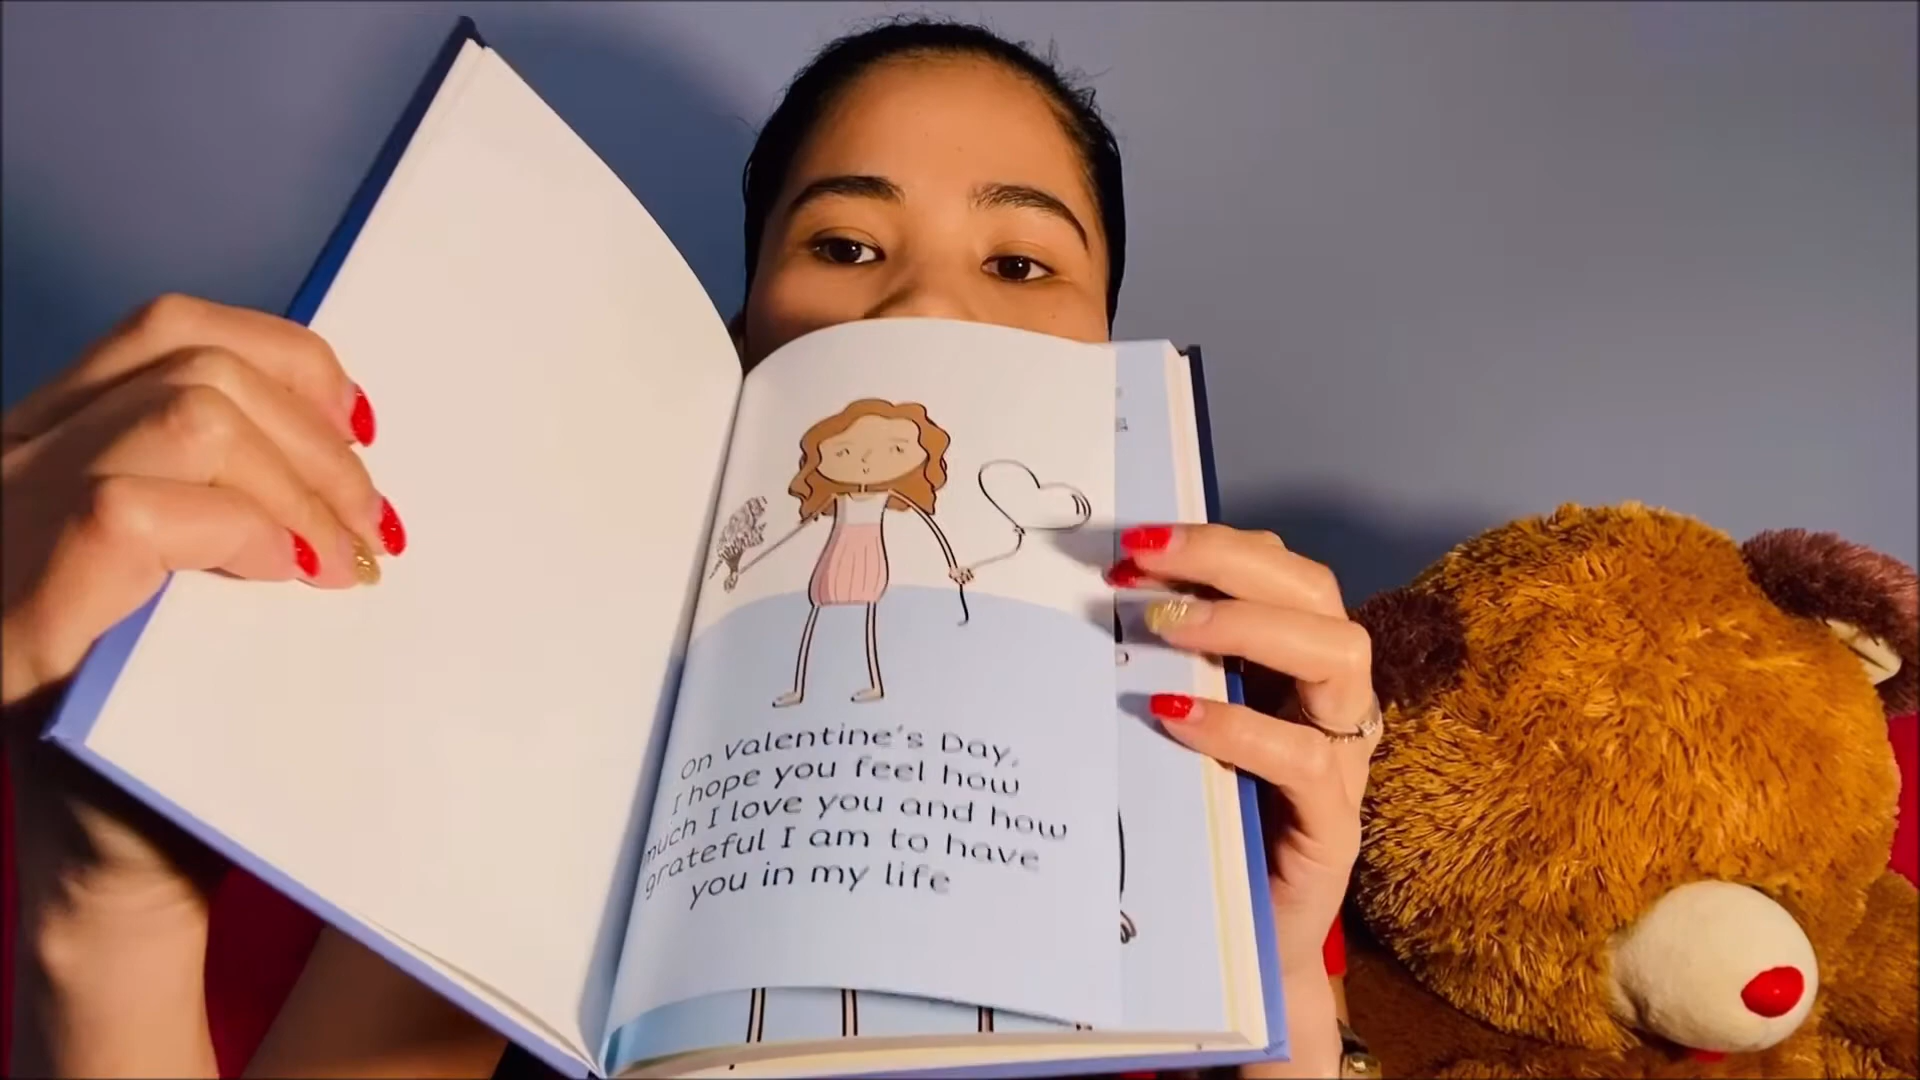 On Valentine's Day,
I hope you feel how
much I love you and how
grateful I am to have
you in my life